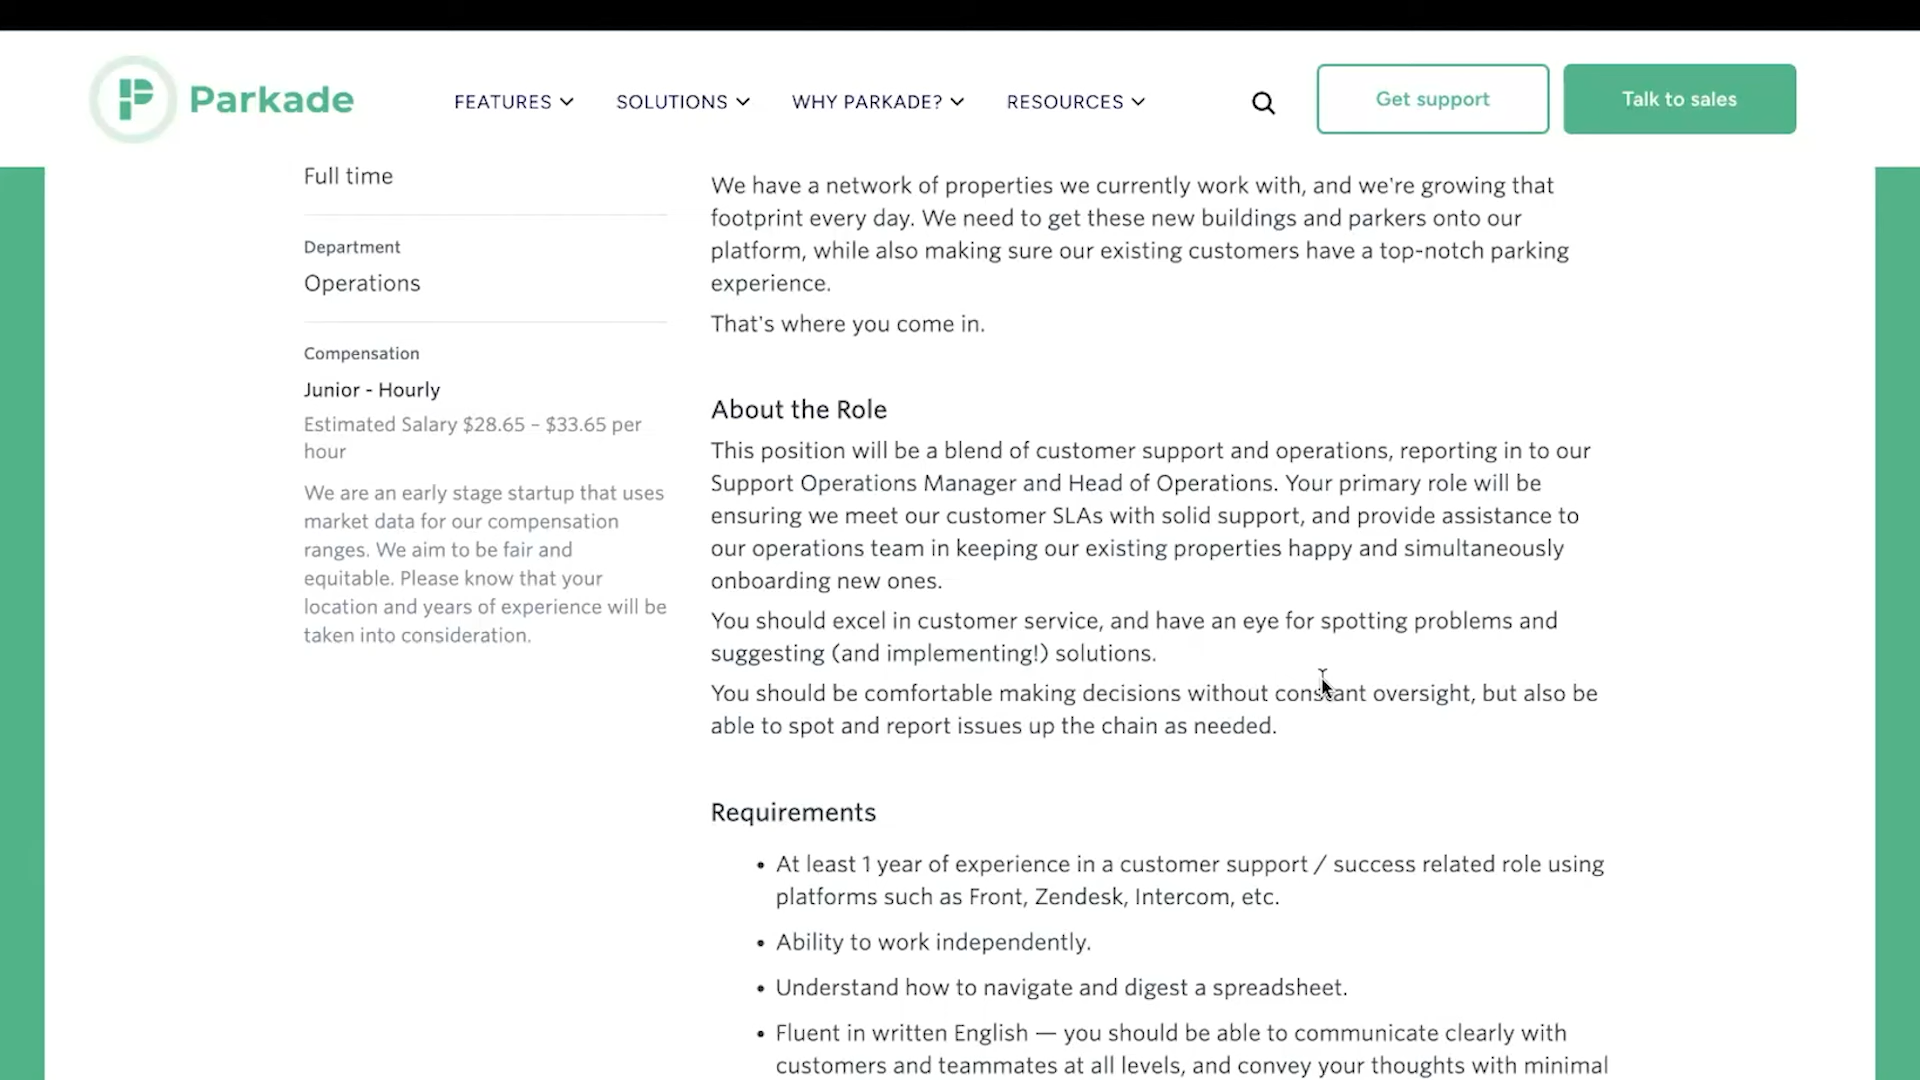 Parkade
FEATURES
SOLUTIONS
WHY PARKADE?
RESOURCES
Get support
Talk to sales
Full time
Department
Operations
Compensation
Junior - Hourly
Estimated Salary $28.65 – $33.65 per
hour
We are an early stage startup that uses
market data for our compensation
ranges. We aim to be fair and
equitable. Please know that your
location and years of experience will be
taken into consideration.
We have a network of properties we currently work with, and we're growing that
footprint every day. We need to get these new buildings and parkers onto our
platform, while also making sure our existing customers have a top-notch parking
experience.
That's where you come in.
About the Role
This position will be a blend of customer support and operations, reporting in to our
Support Operations Manager and Head of Operations. Your primary role will be
ensuring we meet our customer SLAs with solid support, and provide assistance to
our operations team in keeping our existing properties happy and simultaneously
onboarding new ones.
You should excel in customer service, and have an eye for spotting problems and
suggesting (and implementing!) solutions.
You should be comfortable making decisions without constant oversight, but also be
able to spot and report issues up the chain as needed.
Requirements
• At least 1 year of experience in a customer support / success related role using
platforms such as Front, Zendesk, Intercom, etc.
• Ability to work independently.
• Understand how to navigate and digest a spreadsheet.
• Fluent in written English — you should be able to communicate clearly with
customers and teammates at all levels, and convey your thoughts with minimal